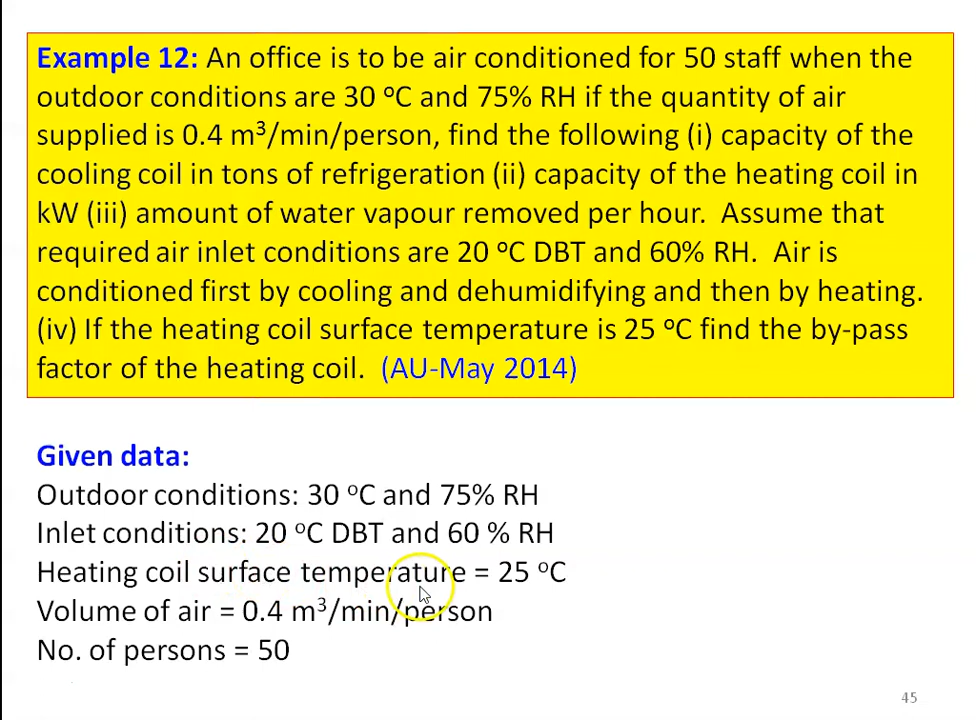 Example 12: An office is to be air conditioned for 50 staff when the
outdoor conditions are 30 ºC and 75% RH if the quantity of air
supplied is 0.4 m³/min/person, find the following (i) capacity of the
cooling coil in tons of refrigeration (ii) capacity of the heating coil in
kW (iii) amount of water vapour removed per hour. Assume that
required air inlet conditions are 20 ºC DBT and 60% RH. Air is
conditioned first by cooling and dehumidifying and then by heating.
(iv) If the heating coil surface temperature is 25 ºC find the by-pass
factor of the heating coil. (AU-May 2014)
Given data:
Outdoor conditions: 30 ºC and 75% RH
Inlet conditions: 20 ºC DBT and 60 % RH
Heating coil surface temperature = 25 ºC
Volume of air = 0.4 m³/min/person
No. of persons = 50
45